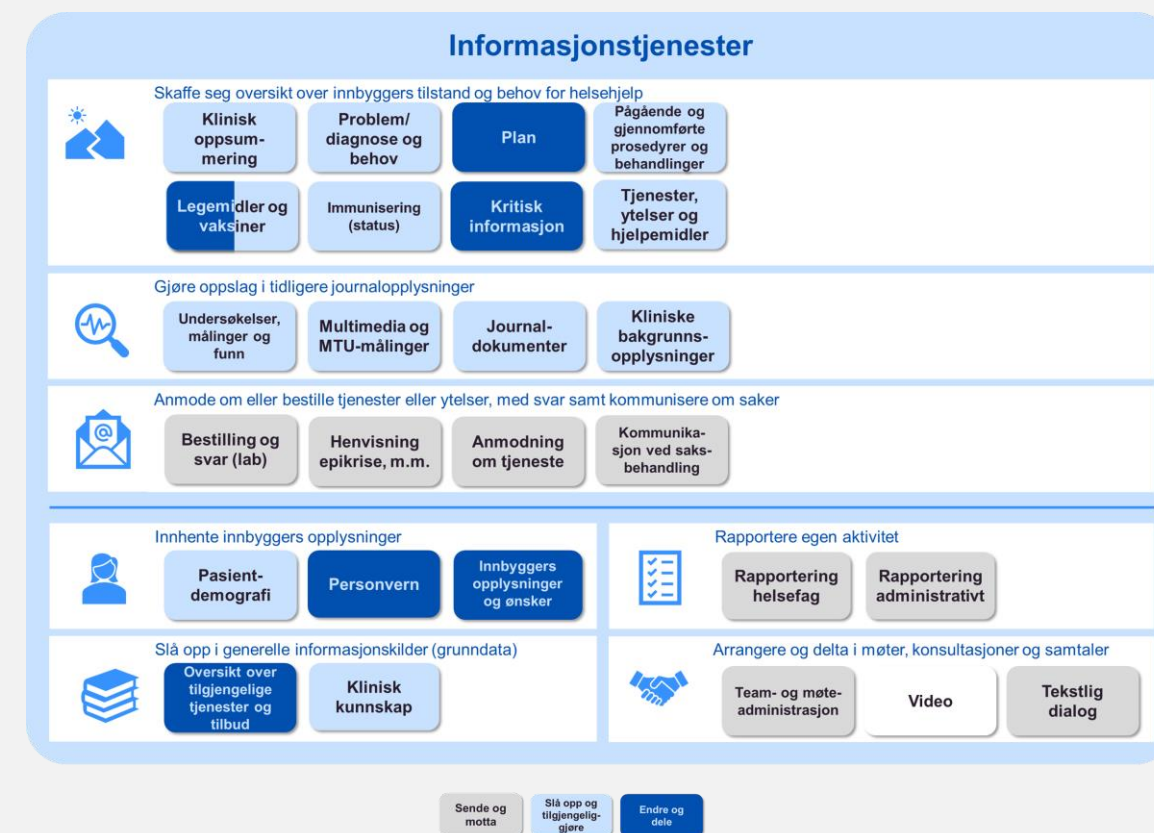 Informasjonstjenester
Skaffe seg oversikt over innbyggers tilstand og behov for helsehjelp
Klinisk
oppsum-
mering
Problem/
diagnose og
behov
Plan
Pågående og
gjennomførte
prosedyrer og
behandlinger
Legemidler og
vaksiner
Immunisering
(status)
Kritisk
informasjon
Tjenester,
ytelser og
hjelpemidler
Gjøre oppslag i tidligere journalopplysninger
Undersøkelser,
målinger og
funn
Multimedia og
MTU-målinger
Journal-
dokumenter
Kliniske
bakgrunns-
opplysninger
Anmode om eller bestille tjenester eller ytelser, med svar samt kommunisere om saker
Bestilling og
svar (lab)
Henvisning
epikrise, m.m.
Anmodning
om tjeneste
Kommunika-
sjon ved saks-
behandling
Innhente innbyggers opplysninger
Pasient-
demografi
Personvern
Innbyggers
opplysninger
og ønsker
Rapportere egen aktivitet
Rapportering
helsefag
Rapportering
administrativt
Slå opp i generelle informasjonskilder (grunndata)
Oversikt over
tilgjengelige
tjenester og
tilbud
Klinisk
kunnskap
Arrangere og delta i møter, konsultasjoner og samtaler
Team- og møte-
administrasjon
Video
Tekstlig
dialog
Sende og
motta
Slå opp og
tilgjengelig-
gjøre
Endre og
dele